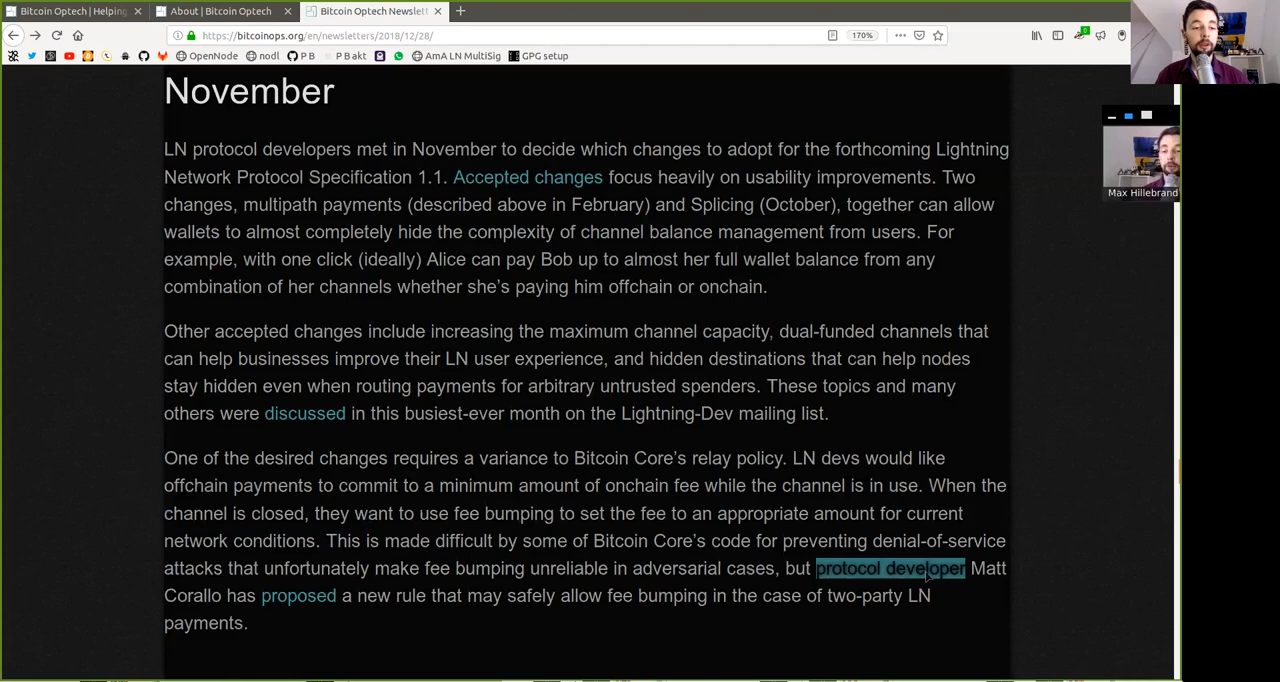 Bitcoin Optech | Helping
About | Bitcoin Optech
Bitcoin Optech Newslett
https://bitcoinops.org/en/newsletters/2018/12/28/
170%
OpenNode
nodl
P B
P B akt
AmA LN MultiSig
GPG setup
November
LN protocol developers met in November to decide which changes to adopt for the forthcoming Lightning
Network Protocol Specification 1.1. Accepted changes focus heavily on usability improvements. Two
changes, multipath payments (described above in February) and Splicing (October), together can allow
wallets to almost completely hide the complexity of channel balance management from users. For
example, with one click (ideally) Alice can pay Bob up to almost her full wallet balance from any
combination of her channels whether she's paying him offchain or onchain.
Other accepted changes include increasing the maximum channel capacity, dual-funded channels that
can help businesses improve their LN user experience, and hidden destinations that can help nodes
stay hidden even when routing payments for arbitrary untrusted spenders. These topics and many
others were discussed in this busiest-ever month on the Lightning-Dev mailing list.
One of the desired changes requires a variance to Bitcoin Core's relay policy. LN devs would like
offchain payments to commit to a minimum amount of onchain fee while the channel is in use. When the
channel is closed, they want to use fee bumping to set the fee to an appropriate amount for current
network conditions. This is made difficult by some of Bitcoin Core's code for preventing denial-of-service
attacks that unfortunately make fee bumping unreliable in adversarial cases, but protocol developer Matt
Corallo has proposed a new rule that may safely allow fee bumping in the case of two-party LN
payments.
Max Hillebrand